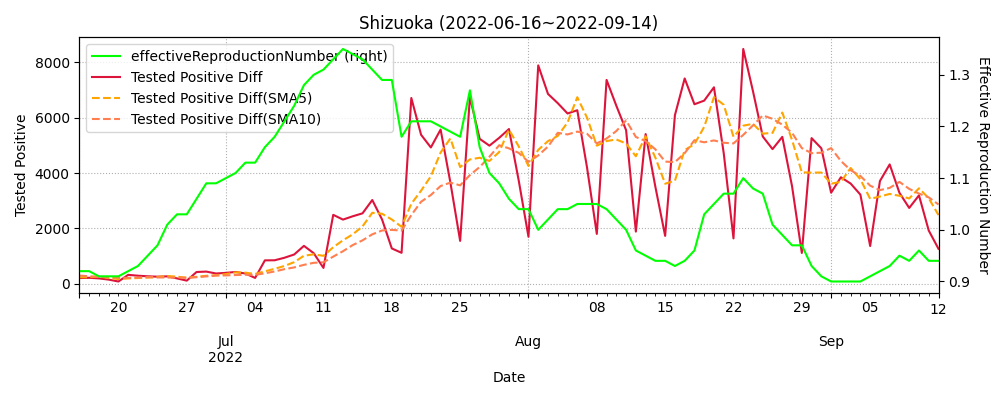 Shizuoka (2022-06-16~2022-09-14)
effectiveReproductionNumber (right)
Tested Positive Diff
Tested Positive Diff(SMA5)
Tested Positive Diff(SMA10)
8000
6000
4000
2000
0
Tested Positive
1.3
1.2
1.1
1.0
0.9
Effective Reproduction Number
20 27 04 11 18 25 08 15 22 29 05 12
Jul Aug Sep
2022
Date